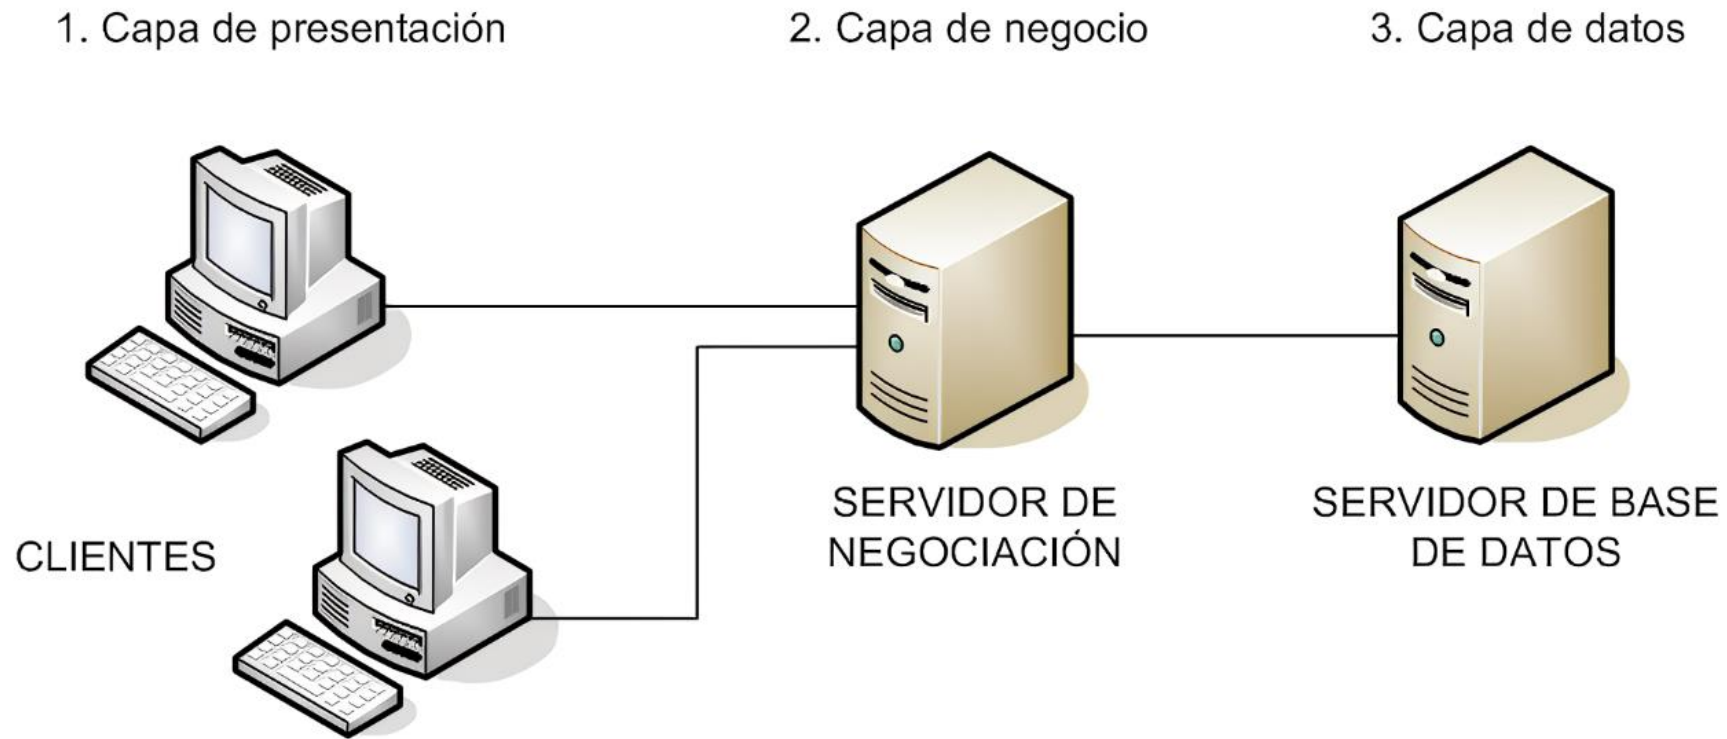 1. Capa de presentación
2. Capa de negocio
3. Capa de datos
CLIENTES
SERVIDOR DE
NEGOCIACIÓN
SERVIDOR DE BASE
DE DATOS